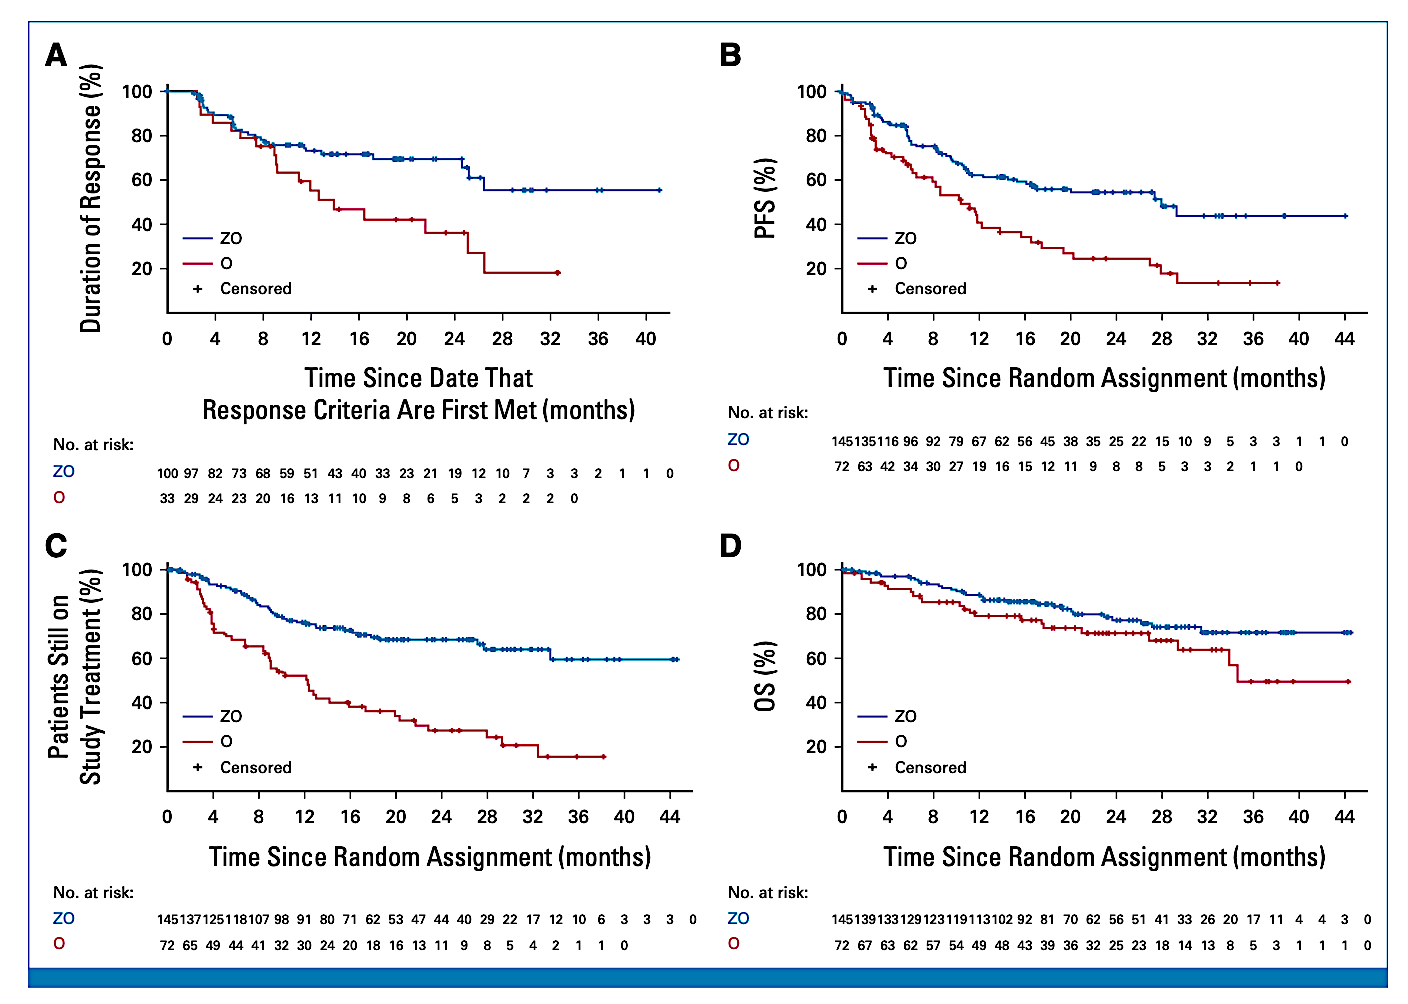 A
Duration of Response (%)
100
80
60
40
20
ZO
O
Censored
0 4 8 12 16 20 24 28 32 36 40
Time Since Date That
Response Criteria Are First Met (months)
No. at risk:
ZO 100 97 82 73 68 59 51 43 40 33 23 21 19 12 10 7 3 3 2 1 1 0
O 33 29 24 23 20 16 13 11 10 9 8 6 5 3 2 2 2 0
B
PFS (%)
100
80
60
40
20
ZO
O
Censored
0 4 8 12 16 20 24 28 32 36 40 44
Time Since Random Assignment (months)
No. at risk:
ZO 145 135 116 96 92 79 67 62 56 45 38 35 25 22 15 10 9 5 3 3 1 1 0
O 72 63 42 34 30 27 19 16 15 12 11 9 8 8 5 3 3 2 1 1 0
C
Patients Still on
Study Treatment (%)
100
80
60
40
20
ZO
O
Censored
0 4 8 12 16 20 24 28 32 36 40 44
Time Since Random Assignment (months)
No. at risk:
ZO 145 137 125 118 107 98 91 80 71 62 53 47 44 40 29 22 17 12 10 6 3 3 3 0
O 72 65 49 44 41 32 30 24 20 18 16 13 11 9 8 5 4 2 1 1 0
D
OS (%)
100
80
60
40
20
ZO
O
Censored
0 4 8 12 16 20 24 28 32 36 40 44
Time Since Random Assignment (months)
No. at risk:
ZO 145 139 133 129 123 119 113 102 92 81 70 62 56 51 41 33 26 20 17 11 4 4 3 0
O 72 67 63 62 57 54 49 48 43 39 36 32 25 23 18 14 13 8 5 3 1 1 1 0